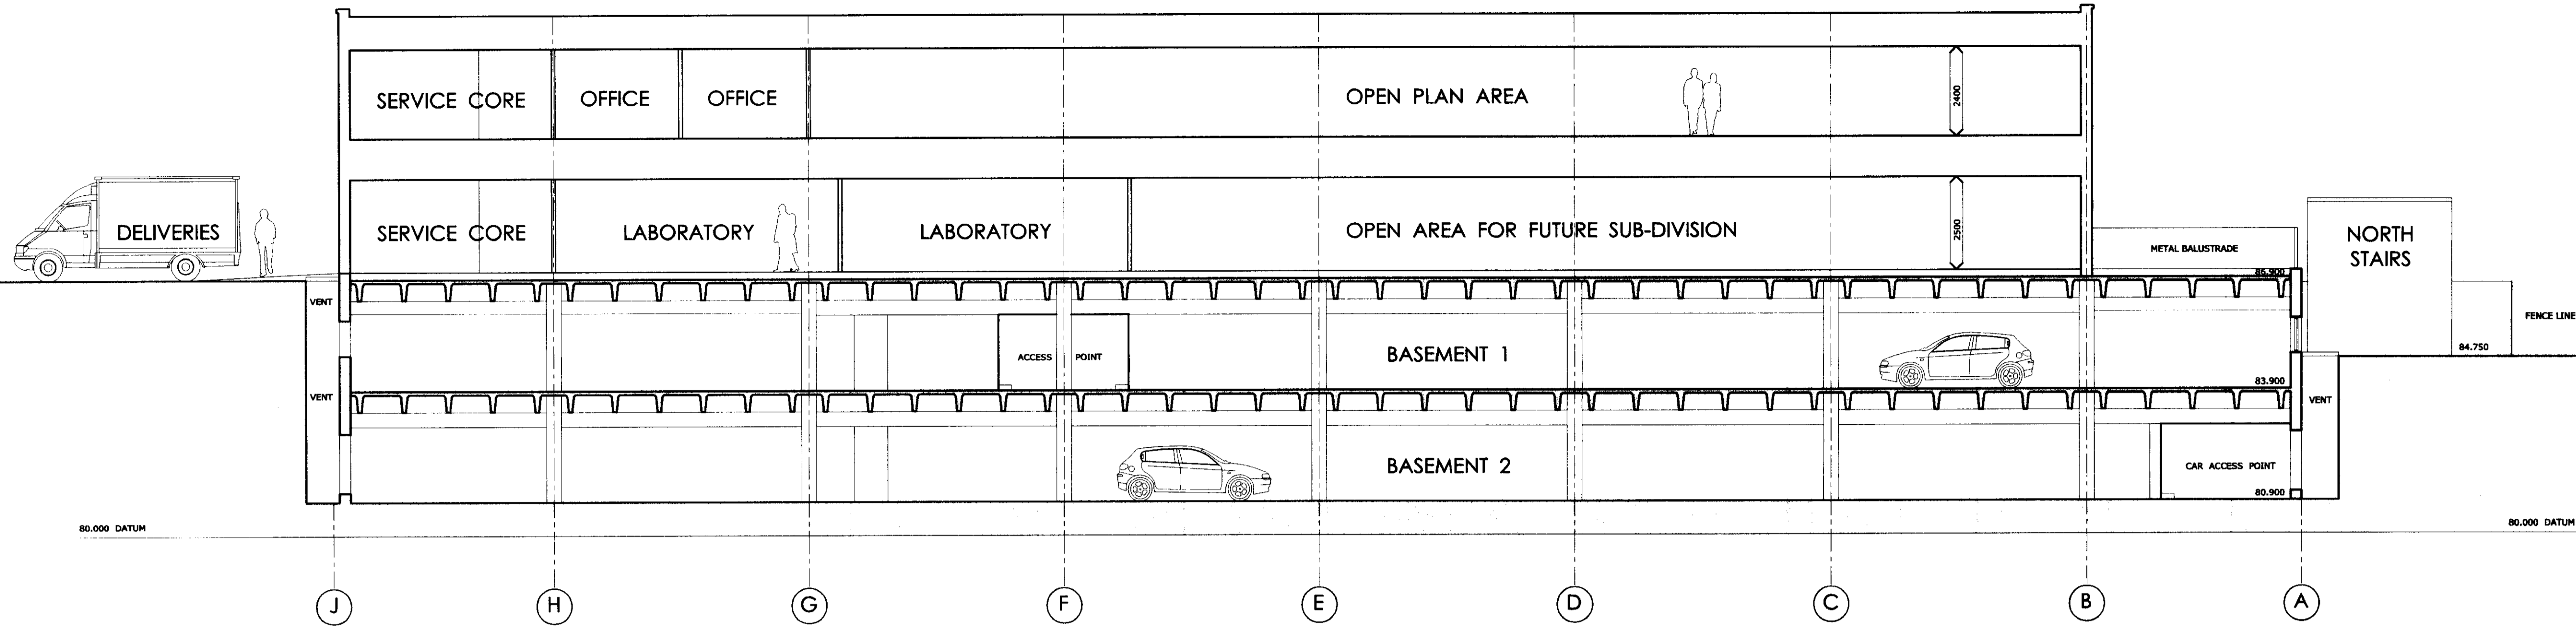 SERVICE CORE
OFFICE
OFFICE
OPEN PLAN AREA
2400
DELIVERIES
SERVICE CORE
LABORATORY
LABORATORY
OPEN AREA FOR FUTURE SUB-DIVISION
2500
METAL BALUSTRADE
NORTH
STAIRS
86.900
VENT
FENCE LINE
ACCESS POINT
BASEMENT 1
84.750
83.900
VENT
VENT
BASEMENT 2
CAR ACCESS POINT
80.900
80.000 DATUM
80.000 DATUM
J
H
G
F
E
D
C
B
A